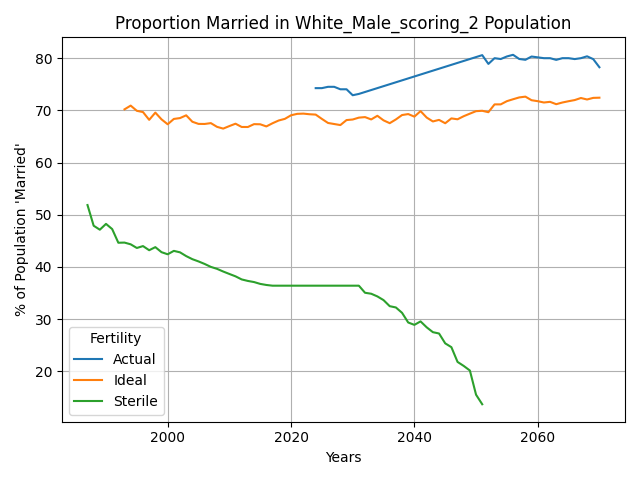 Proportion Married in White_Male_scoring_2 Population
% of Population 'Married'
80
70
60
50
40
30
20
Fertility
Actual
Ideal
Sterile
2000 2020 2040 2060
Years